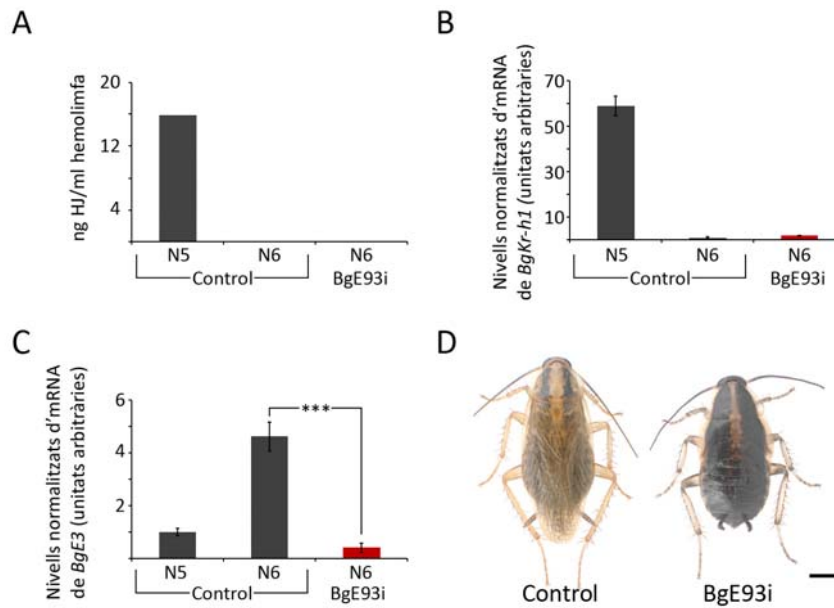 A
ng HJ/ml hemolimfa
20
12
4
N5
N6
N6
Control
BgE93i
B
Nivells normalitzats d'mRNA
de BgKr-h1 (unitats arbitràries)
70
50
30
10
N5
N6
N6
Control
BgE93i
C
Nivells normalitzats d'mRNA
de BgE3 (unitats arbitràries)
6
4
2
***
N5
N6
N6
Control
BgE93i
D
Control
BgE93i